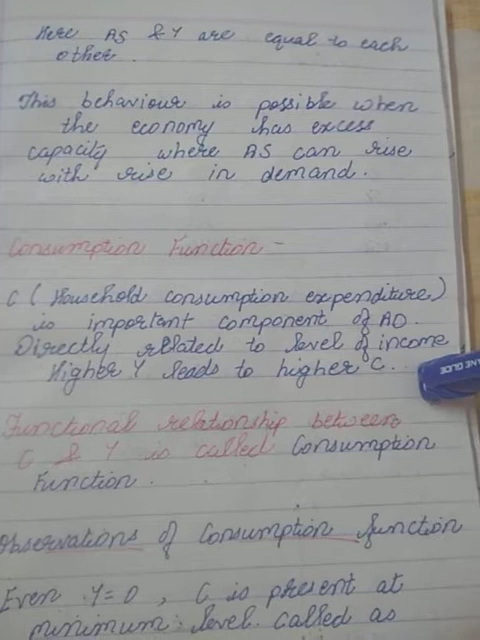 Here AS & Y are equal to each
other.
This behaviour is possible when
the economy has excess
capacity where AS can rise
with rise in demand.
Consumption Function -
C (Household consumption expenditure)
is important component of AD.
Directly related to level of income
Higher Y leads to higher C..
Functional relationship between
C & Y is called Consumption
Function.
Observations of Consumption function
Even Y=0, C is present at
minimum level called as